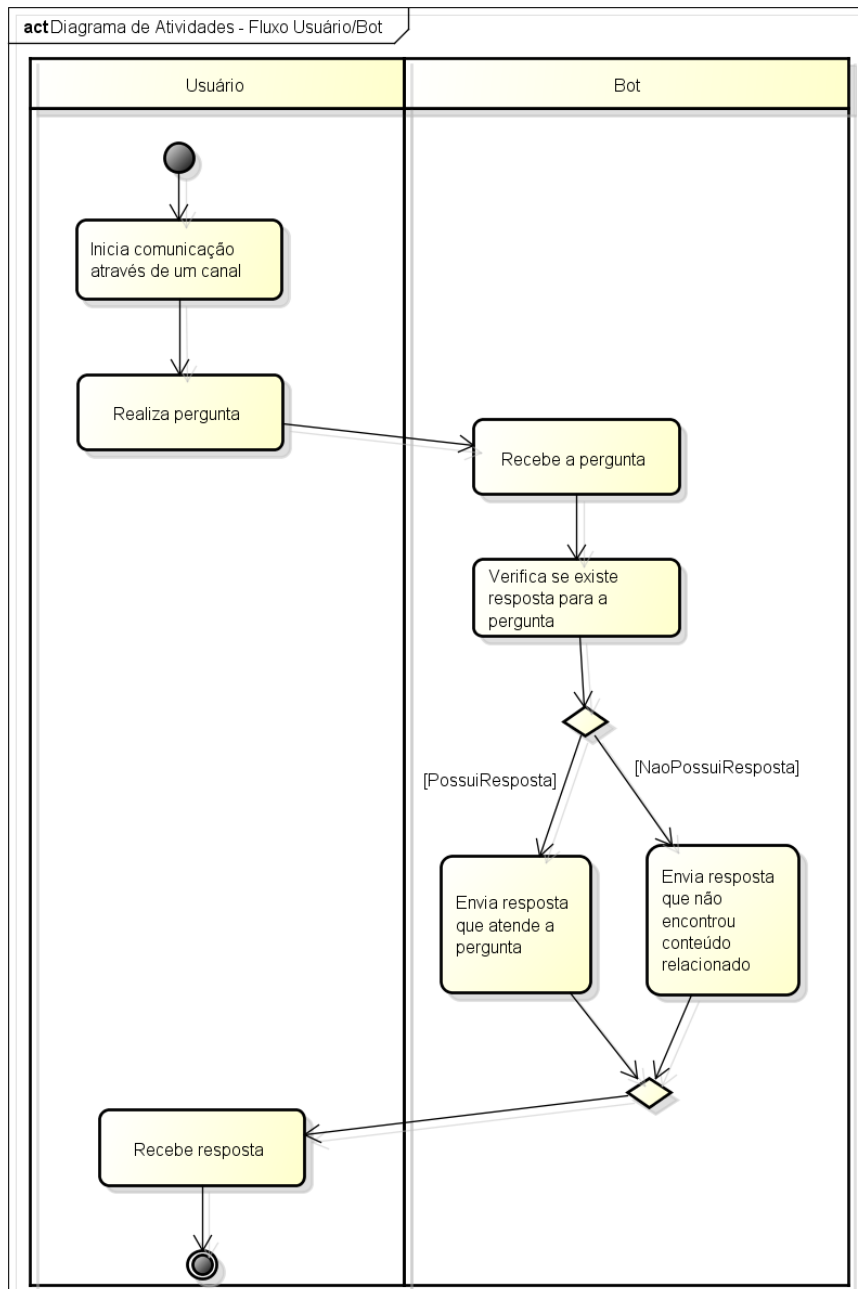 act Diagrama de Atividades - Fluxo Usuário/Bot
Usuário
Bot
Inicia comunicação
através de um canal
Realiza pergunta
Recebe a pergunta
Verifica se existe
resposta para a
pergunta
[PossuiResposta]
[NaoPossuiResposta]
Envia resposta
que atende a
pergunta
Envia resposta
que não
encontrou
conteúdo
relacionado
Recebe resposta